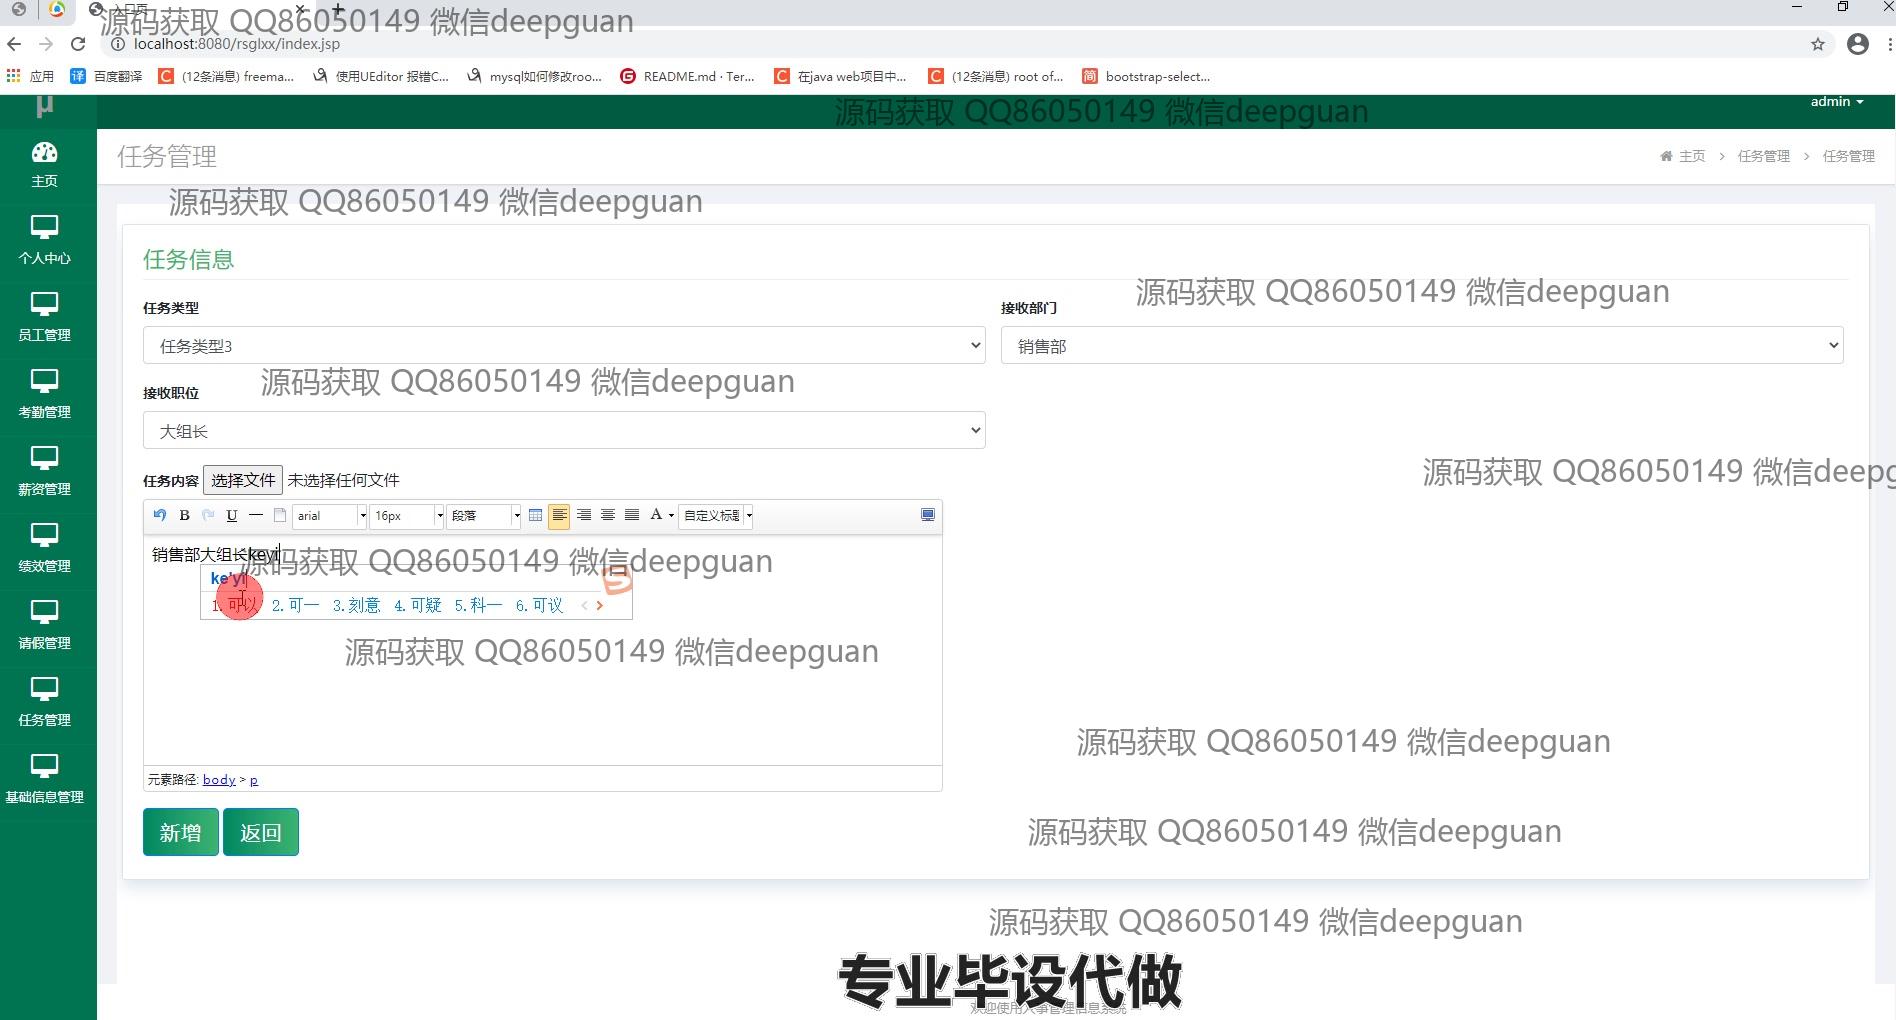 入口页
源码获取 QQ86050149 微信deepguan
localhost:8080/rsglxx/index.jsp
应用 百度翻译 (12条消息) freema... 使用UEditor 报错C... mysql如何修改roo... README.md · Ter... 在java web项目中... (12条消息) root of... bootstrap-select...
μ
源码获取 QQ86050149 微信deepguan
admin
任务管理
主页 > 任务管理 > 任务管理
主页
源码获取 QQ86050149 微信deepguan
个人中心
任务信息
源码获取 QQ86050149 微信deepguan
任务类型
接收部门
员工管理
任务类型3
销售部
源码获取 QQ86050149 微信deepguan
接收职位
考勤管理
大组长
源码获取 QQ86050149 微信deepg
任务内容 选择文件 未选择任何文件
薪资管理
B U arial 16px 段落 A 自定义标题
销售部大组长keyi
源码获取 QQ86050149 微信deepguan
绩效管理
ke'yi
1.可以 2.可一 3.刻意 4.可疑 5.科一 6.可议 < >
请假管理
源码获取 QQ86050149 微信deepguan
任务管理
源码获取 QQ86050149 微信deepguan
元素路径: body > p
基础信息管理
新增 返回
源码获取 QQ86050149 微信deepguan
源码获取 QQ86050149 微信deepguan
专业毕设代做
欢迎使用人事管理信息系统